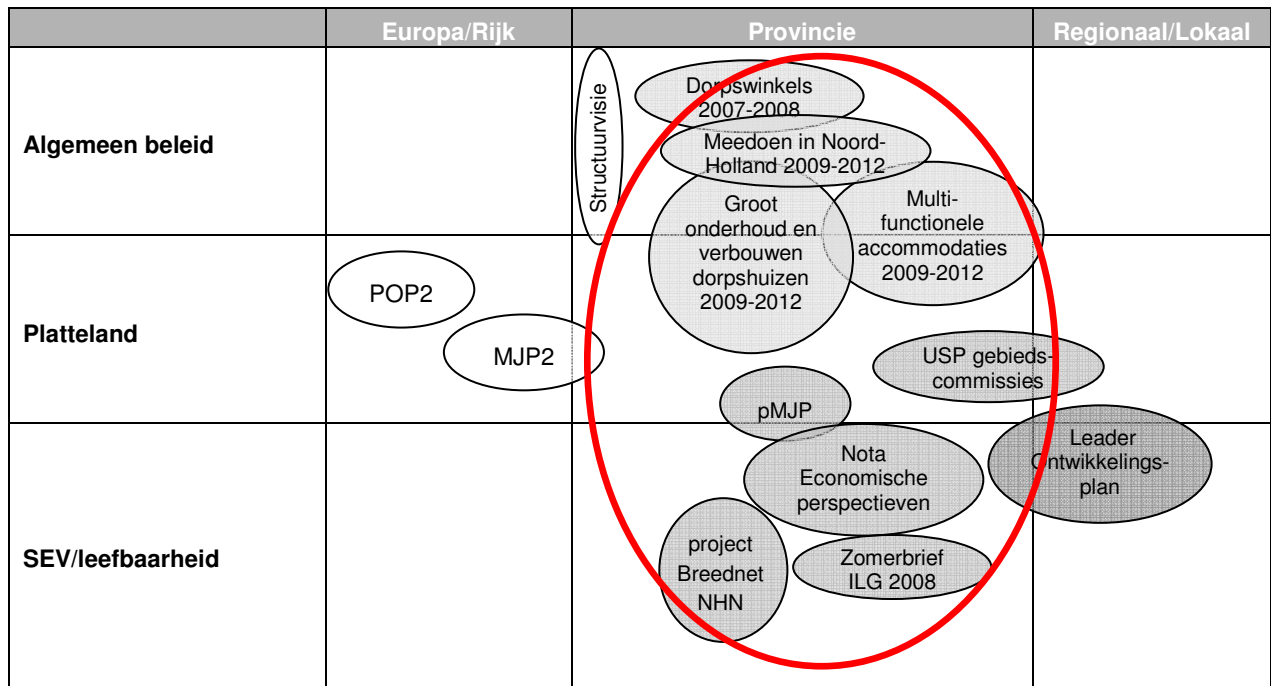 Europa/Rijk
Provincie
Regionaal/Lokaal
Algemeen beleid
Structuurvisie
Dorpswinkels
2007-2008
Meedoen in Noord-
Holland 2009-2012
Groot
onderhoud en
verbouwen
dorpshuizen
2009-2012
Multi-
functionele
accommodaties
2009-2012
Platteland
POP2
MJP2
USP gebieds-
commissies
pMJP
SEV/leefbaarheid
Nota
Economische
perspectieven
Leader
Ontwikkelings-
plan
project
Breednet
NHN
Zomerbrief
ILG 2008